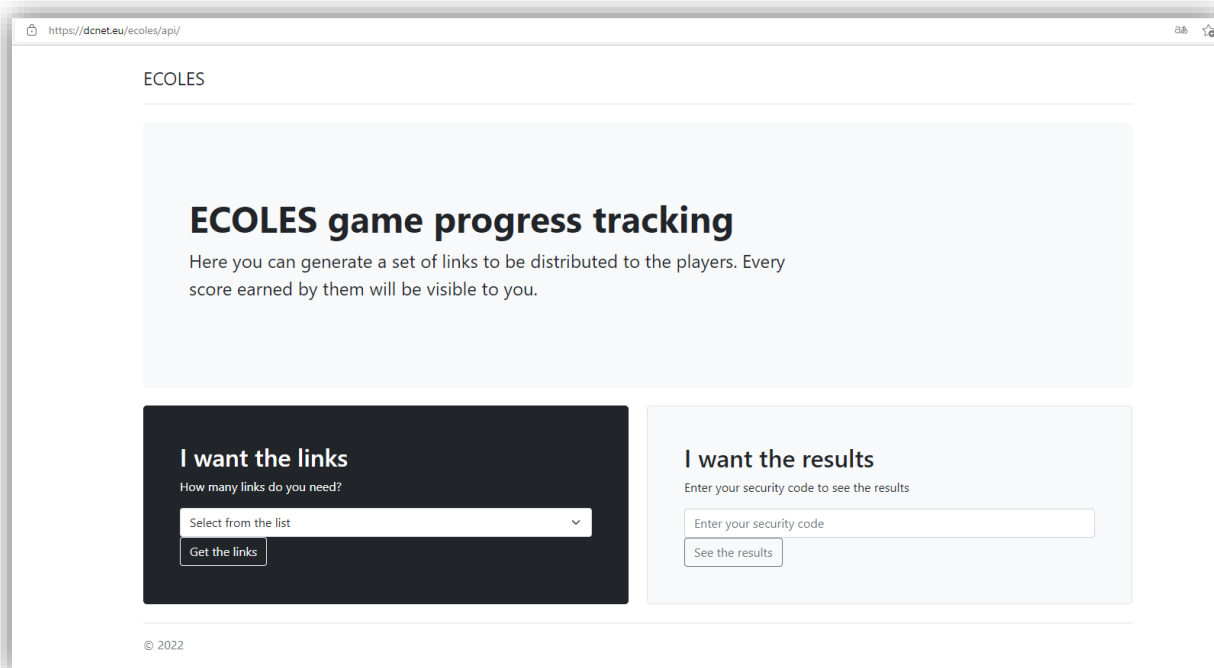 https://dcnet.eu/ecoles/api/
ECOLES
ECOLES game progress tracking
Here you can generate a set of links to be distributed to the players. Every
score earned by them will be visible to you.
I want the links
How many links do you need?
Select from the list
Get the links
I want the results
Enter your security code to see the results
Enter your security code
See the results
© 2022